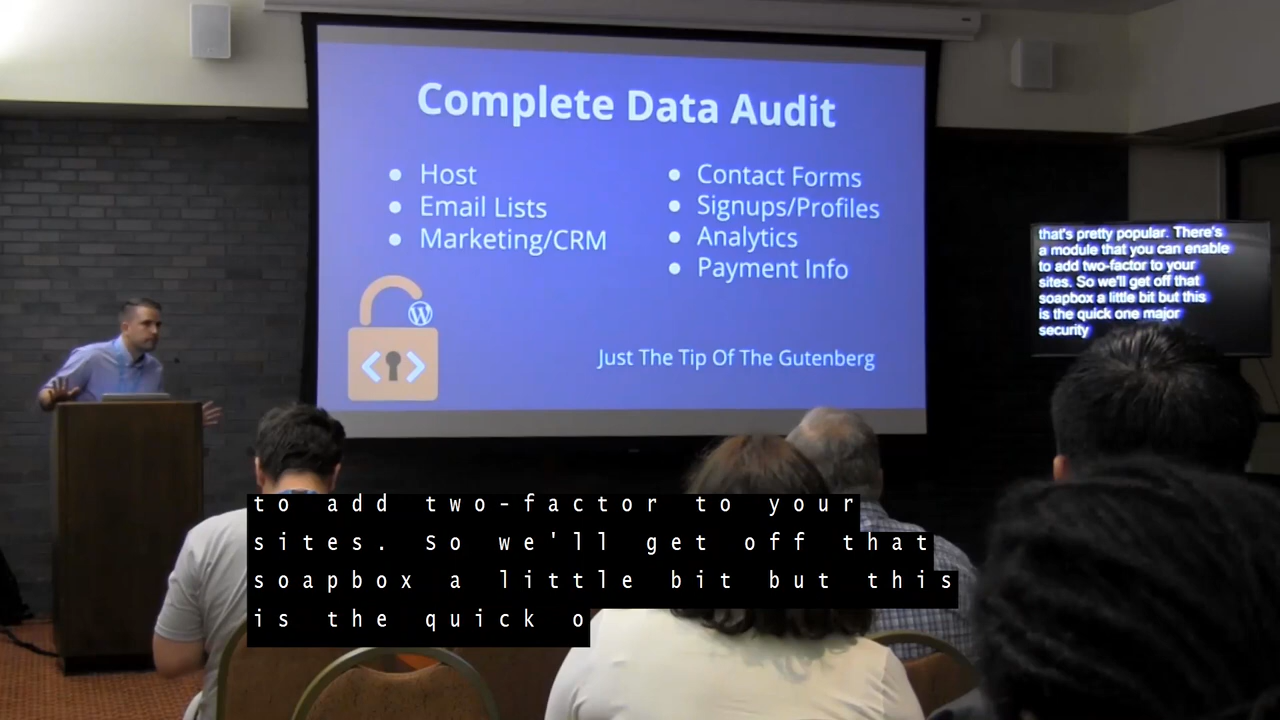 Complete Data Audit
● Host
● Email Lists
● Marketing/CRM
● Contact Forms
● Signups/Profiles
● Analytics
● Payment Info
W
< >
Just The Tip Of The Gutenberg
that's pretty popular. There's
a module that you can enable
to add two-factor to your
sites. So we'll get off that
soapbox a little bit but this
is the quick one major
security
to add two-factor to your
sites. So we'll get off that
soapbox a little bit but this
is the quick o